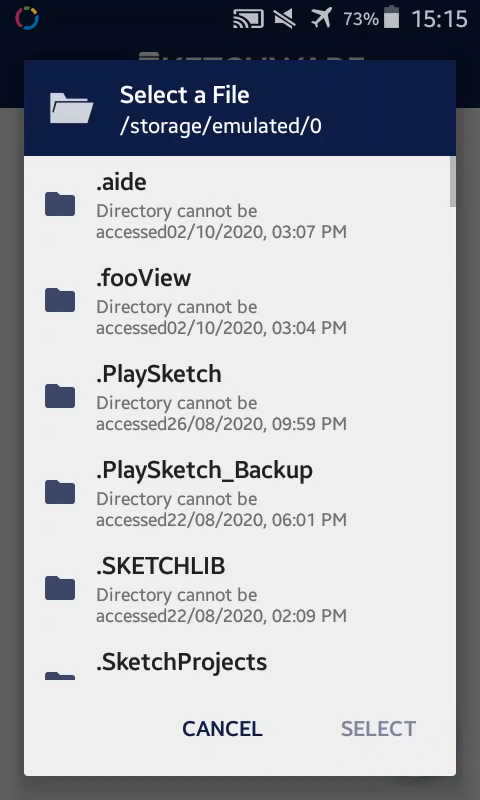 73% 15:15
Select a File
/storage/emulated/0
.aide
Directory cannot be
accessed02/10/2020, 03:07 PM
.fooView
Directory cannot be
accessed02/10/2020, 03:04 PM
.PlaySketch
Directory cannot be
accessed26/08/2020, 09:59 PM
.PlaySketch_Backup
Directory cannot be
accessed22/08/2020, 06:01 PM
.SKETCHLIB
Directory cannot be
accessed22/08/2020, 02:09 PM
.SketchProjects
CANCEL SELECT